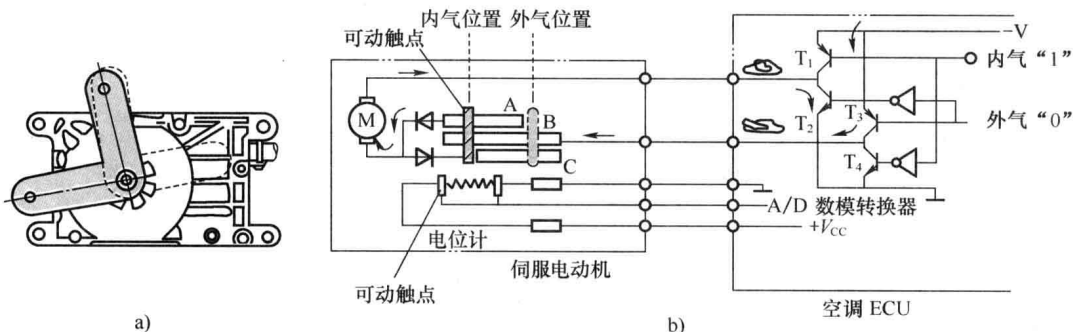 内气位置 外气位置
可动触点
A
B
C
M
电位计
可动触点
伺服电动机
T₁
T₂
T₃
T₄
-V
内气“1”
外气“0”
A/D 数模转换器
+V_CC
空调 ECU
a)
b)